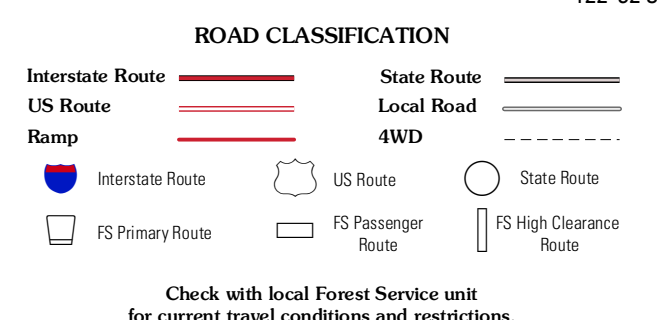 ROAD CLASSIFICATION
Interstate Route
State Route
US Route
Local Road
Ramp
4WD
Interstate Route
US Route
State Route
FS Primary Route
FS Passenger
Route
FS High Clearance
Route
Check with local Forest Service unit
for current travel conditions and restrictions.